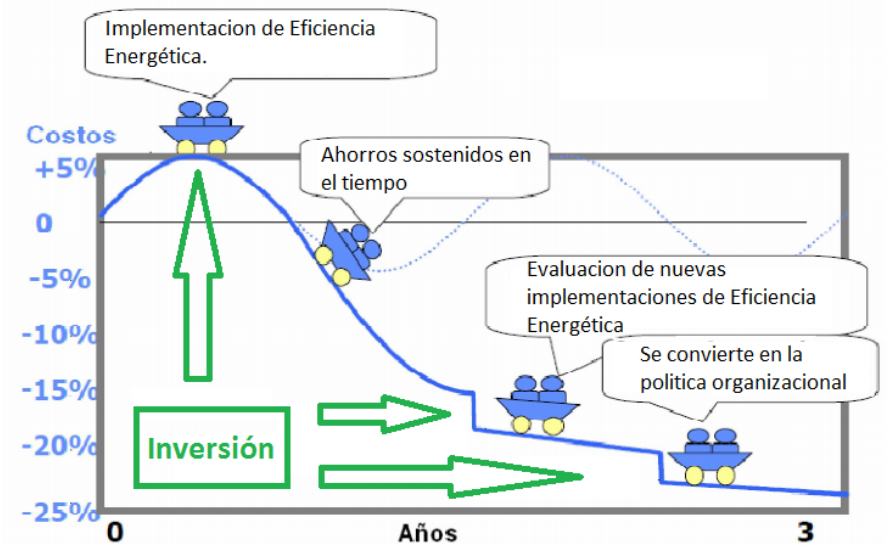 Implementacion de Eficiencia
Energética.
Costos
+5%
Ahorros sostenidos en
el tiempo
0
-5%
Evaluacion de nuevas
implementaciones de Eficiencia
Energética
-10%
Se convierte en la
politica organizacional
-15%
Inversión
-20%
-25%
0
Años
3